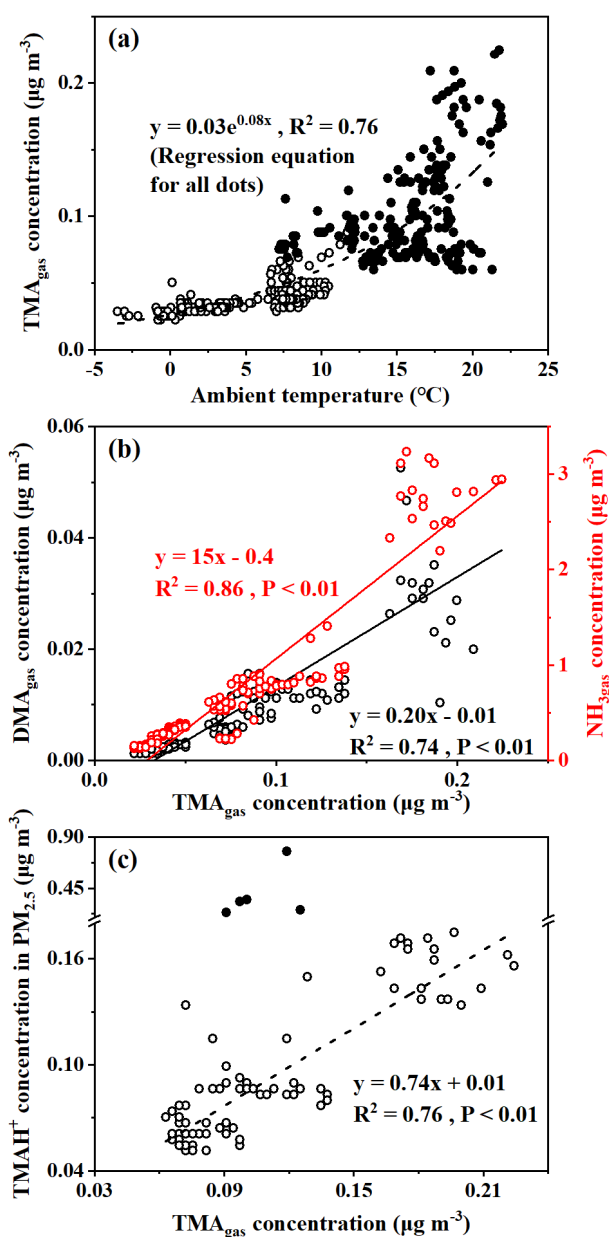 (a)
TMAgas concentration (μg m-3)
0.2
0.1
0.0
y = 0.03e^0.08x , R² = 0.76
(Regression equation
for all dots)
-5 0 5 10 15 20 25
Ambient temperature (°C)
(b)
DMAgas concentration (μg m-3)
0.06
0.04
0.02
0.00
NH3gas concentration (μg m-3)
3
2
1
0
y = 15x - 0.4
R² = 0.86 , P < 0.01
y = 0.20x - 0.01
R² = 0.74 , P < 0.01
0.0 0.1 0.2
TMAgas concentration (μg m-3)
(c)
TMAH+ concentration in PM2.5 (μg m-3)
0.90
0.45
0.16
0.10
0.04
y = 0.74x + 0.01
R² = 0.76 , P < 0.01
0.03 0.09 0.15 0.21
TMAgas concentration (μg m-3)